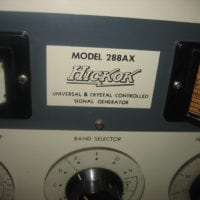 MODEL 288AX
HICKOK
UNIVERSAL & CRYSTAL CONTROLLED
SIGNAL GENERATOR
BAND SELECTOR